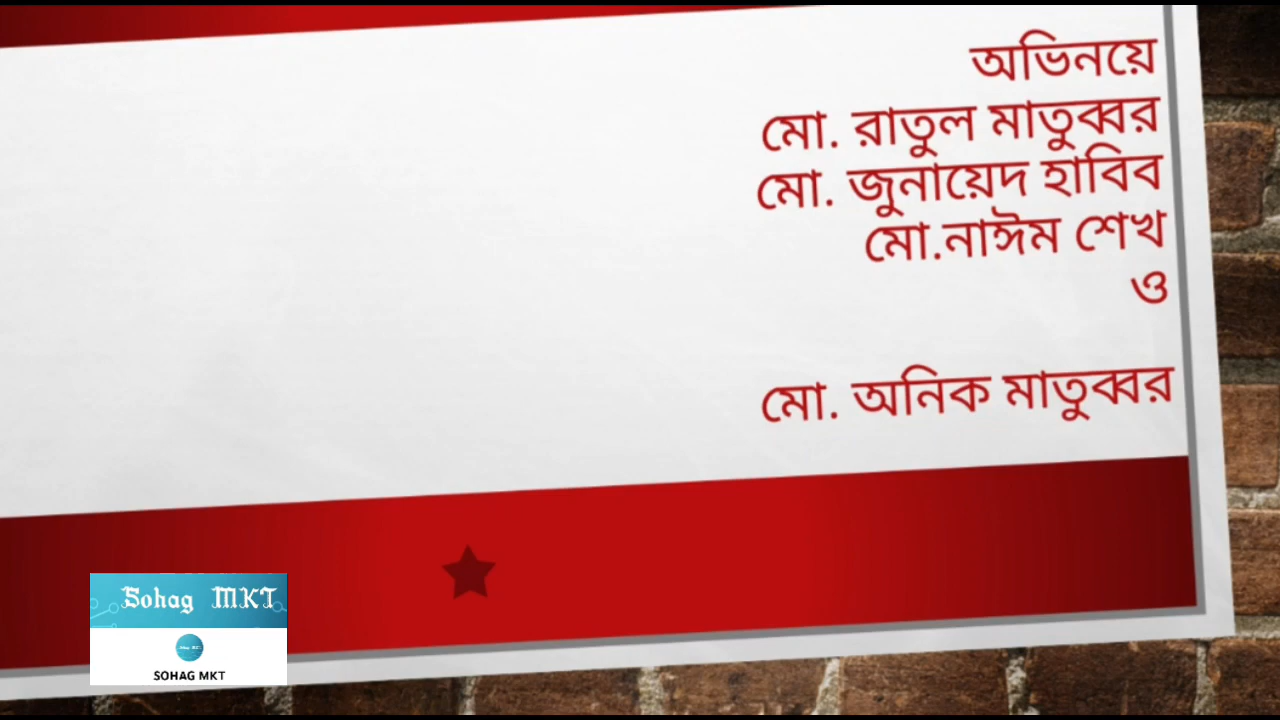 অভিনয়ে
মো. রাতুল মাতুব্বর
মো. জুনায়েদ হাবিব
মো.নাঈম শেখ
ও
মো. অনিক মাতুব্বর
Sohag MKT
SOHAG MKT